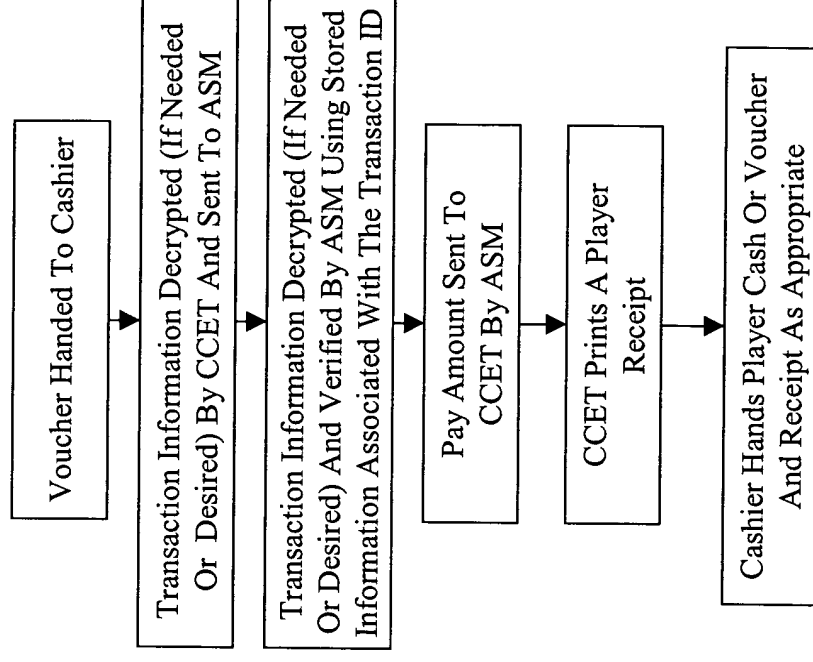 Voucher Handed To Cashier
Transaction Information Decrypted (If Needed
Or Desired) By CCET And Sent To ASM
Transaction Information Decrypted (If Needed
Or Desired) And Verified By ASM Using Stored
Information Associated With The Transaction ID
Pay Amount Sent To
CCET By ASM
CCET Prints A Player
Receipt
Cashier Hands Player Cash Or Voucher
And Receipt As Appropriate